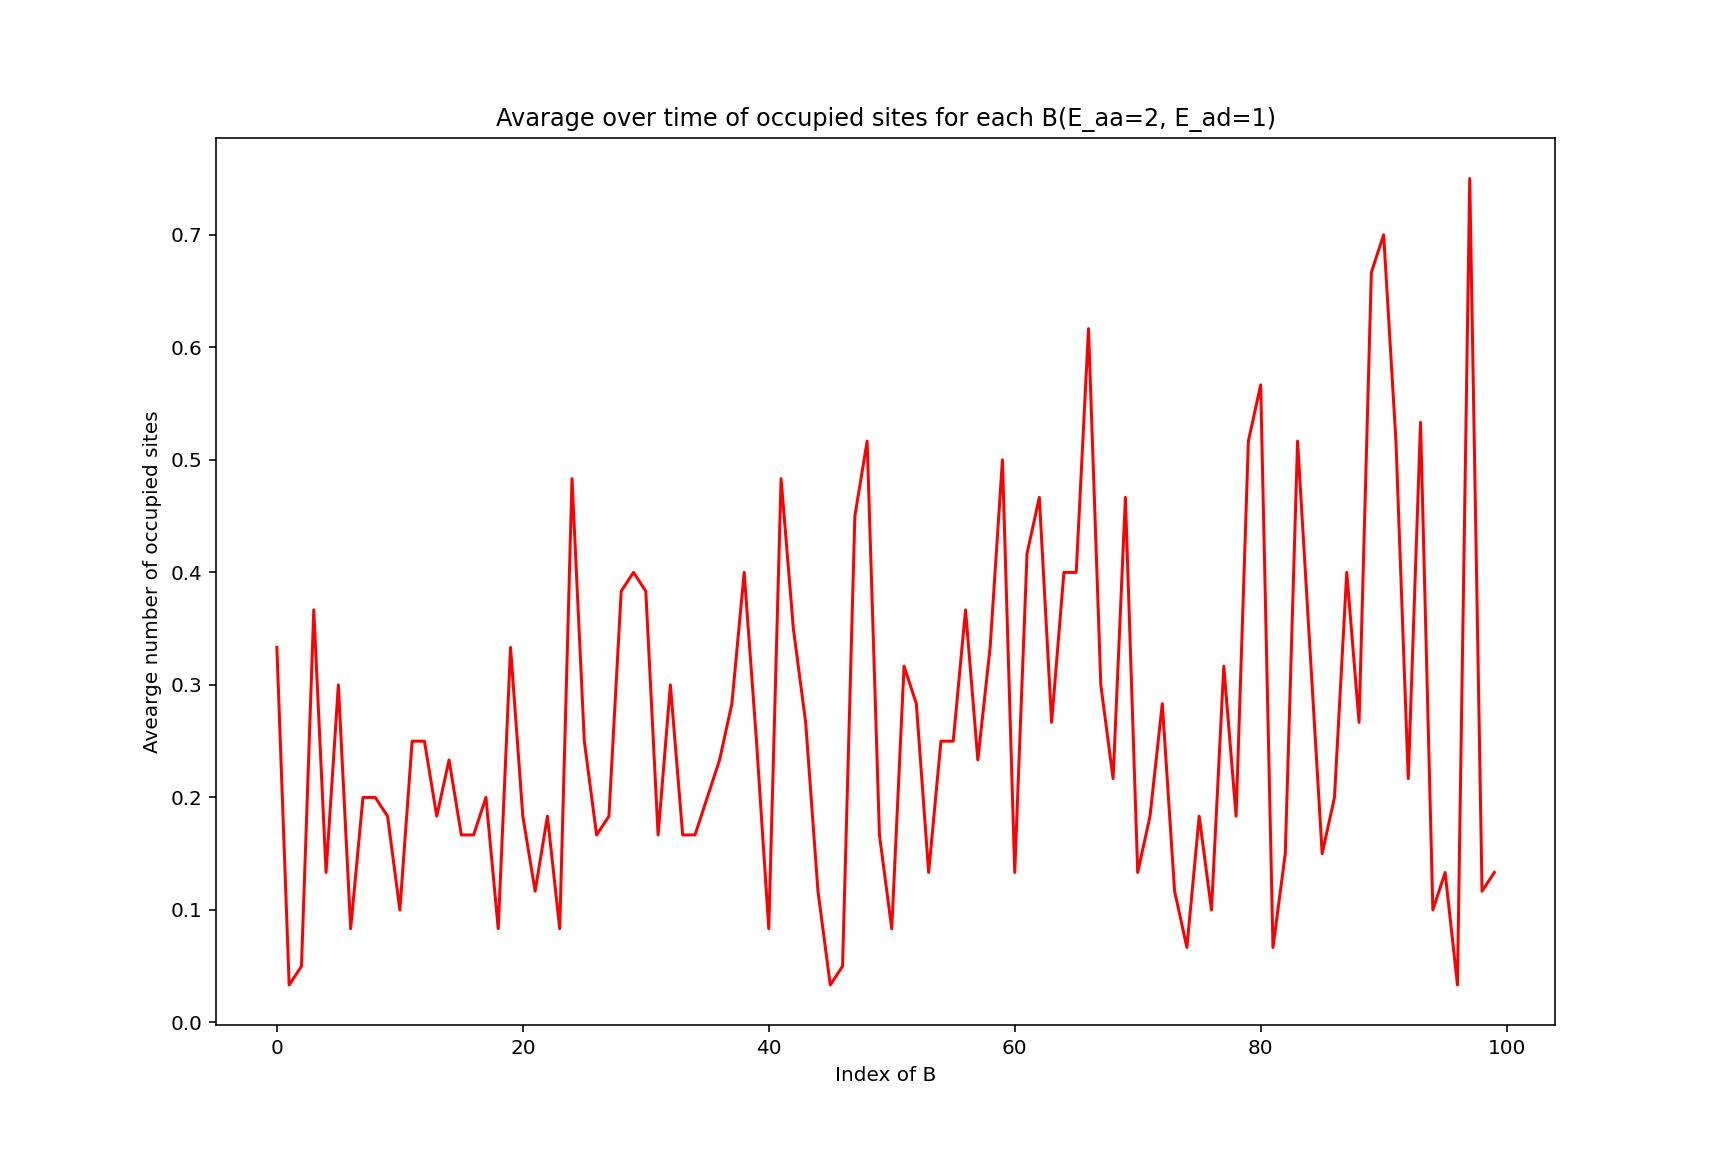 Avarage over time of occupied sites for each B(E_aa=2, E_ad=1)
Avearge number of occupied sites
0.7
0.6
0.5
0.4
0.3
0.2
0.1
0.0
0 20 40 60 80 100
Index of B